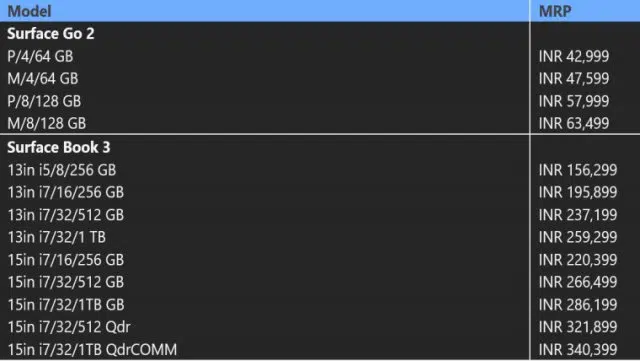 Model MRP
Surface Go 2
P/4/64 GB INR 42,999
M/4/64 GB INR 47,599
P/8/128 GB INR 57,999
M/8/128 GB INR 63,499
Surface Book 3
13in i5/8/256 GB INR 156,299
13in i7/16/256 GB INR 195,899
13in i7/32/512 GB INR 237,199
13in i7/32/1 TB INR 259,299
15in i7/16/256 GB INR 220,399
15in i7/32/512 GB INR 266,499
15in i7/32/1TB GB INR 286,199
15in i7/32/512 Qdr INR 321,899
15in i7/32/1TB QdrCOMM INR 340,399